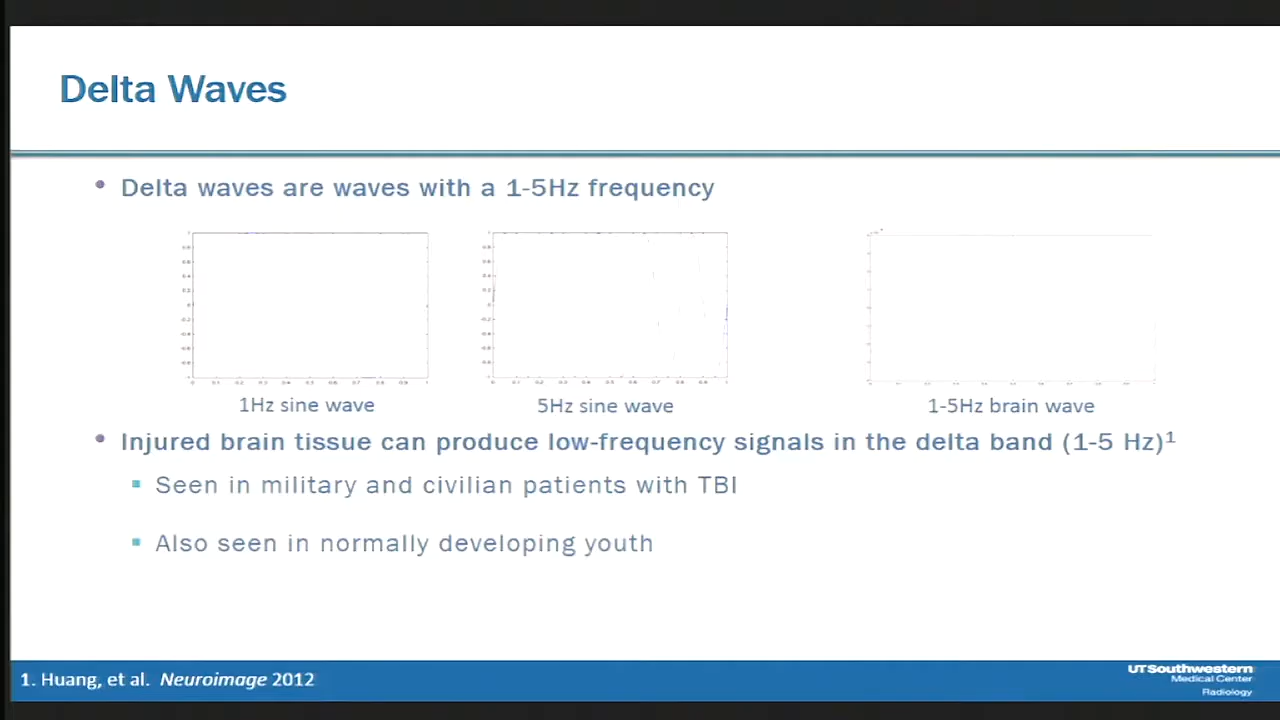 Delta Waves
Delta waves are waves with a 1-5Hz frequency
1Hz sine wave
5Hz sine wave
1-5Hz brain wave
Injured brain tissue can produce low-frequency signals in the delta band (1-5 Hz)¹
Seen in military and civilian patients with TBI
Also seen in normally developing youth
1. Huang, et al. Neuroimage 2012
UTSouthwestern
Medical Center
Radiology